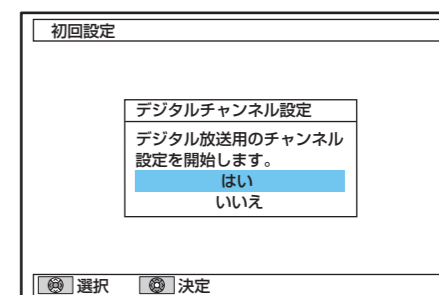 初回設定
デジタルチャンネル設定
デジタル放送用のチャンネル
設定を開始します。
はい
いいえ
選択 決定